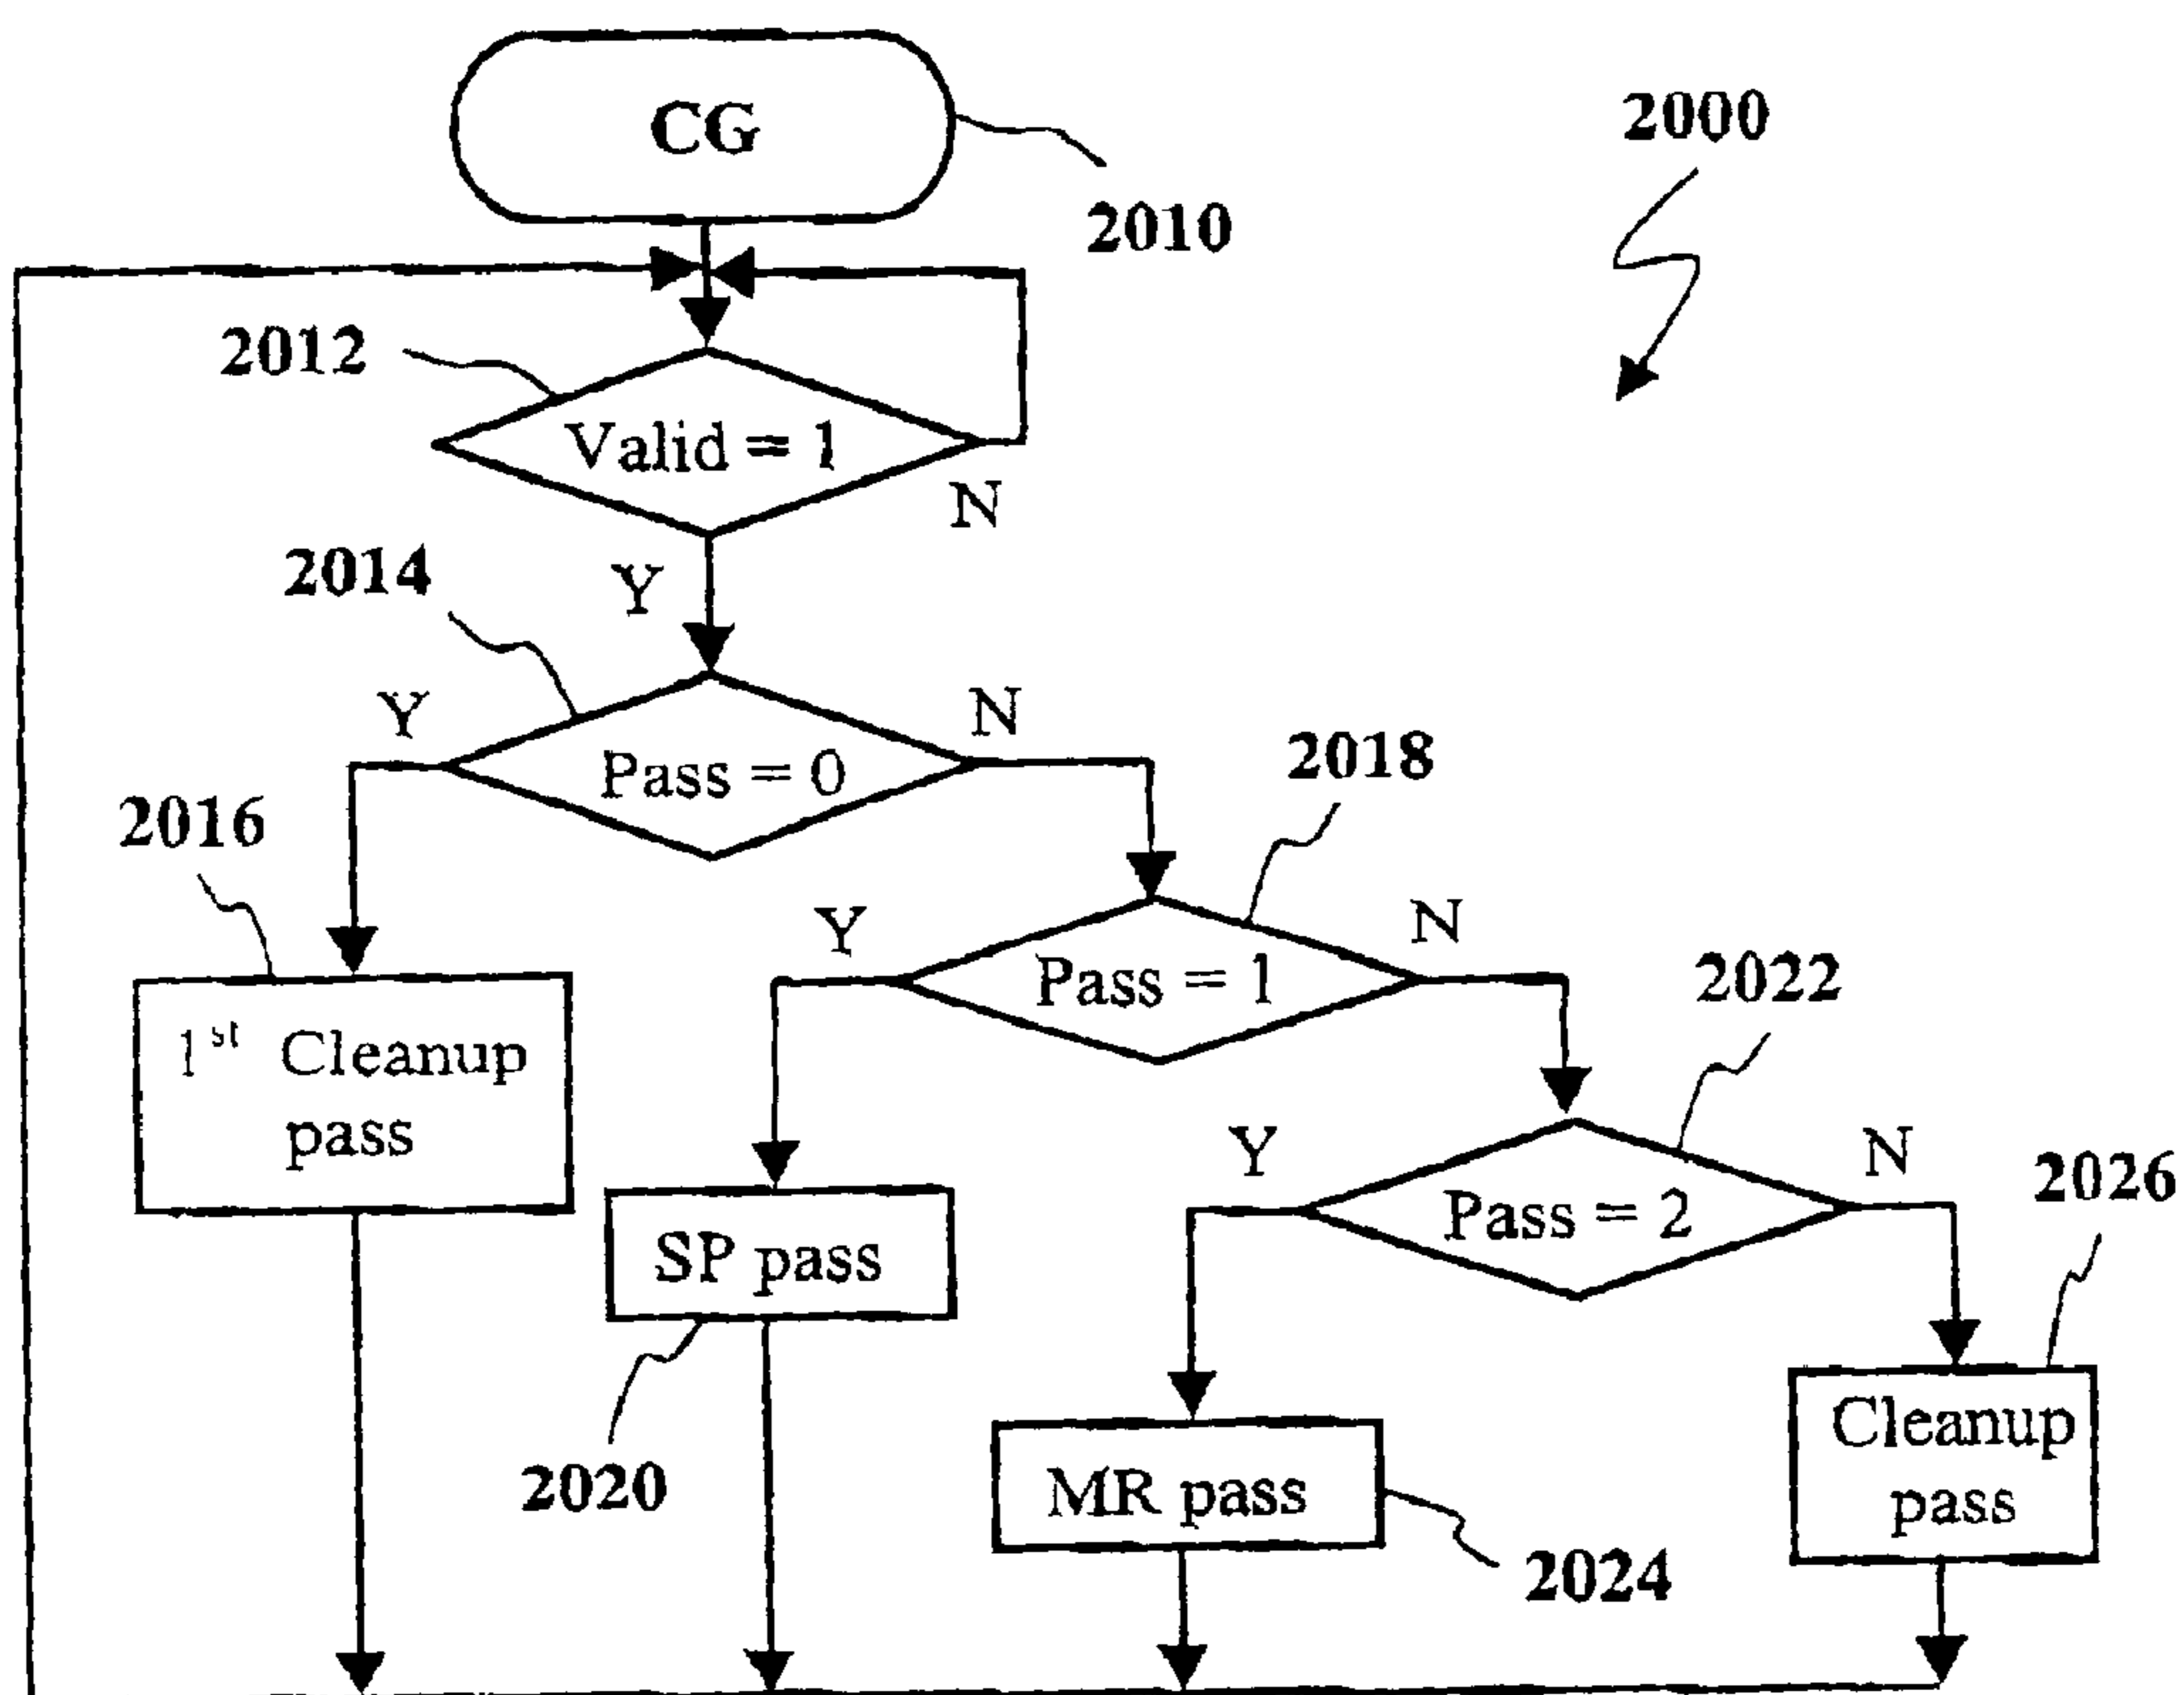 CG
2000
2010
2012
Valid = 1
N
2014
Y
Y
N
Pass = 0
2018
2016
Y
N
Pass = 1
2022
1st Cleanup
pass
Y
N
2026
Pass = 2
SP pass
Cleanup
pass
2020
MR pass
2024